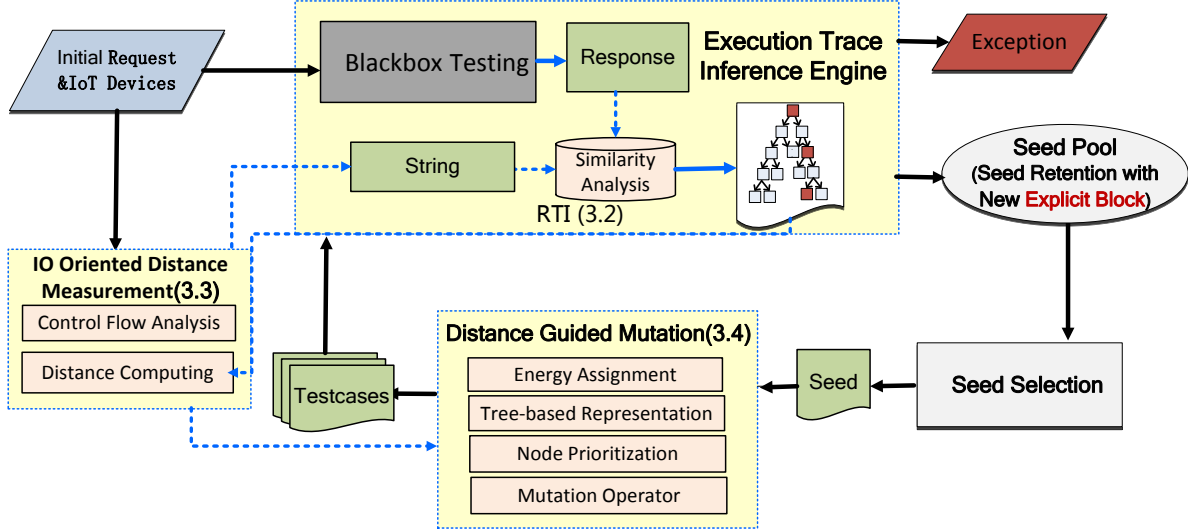 Initial Request
&IoT Devices
Blackbox Testing
Response
Execution Trace
Inference Engine
Exception
String
Similarity
Analysis
RTI (3.2)
Seed Pool
(Seed Retention with
New Explicit Block)
IO Oriented Distance
Measurement(3.3)
Control Flow Analysis
Distance Computing
Testcases
Distance Guided Mutation(3.4)
Energy Assignment
Tree-based Representation
Node Prioritization
Mutation Operator
Seed
Seed Selection